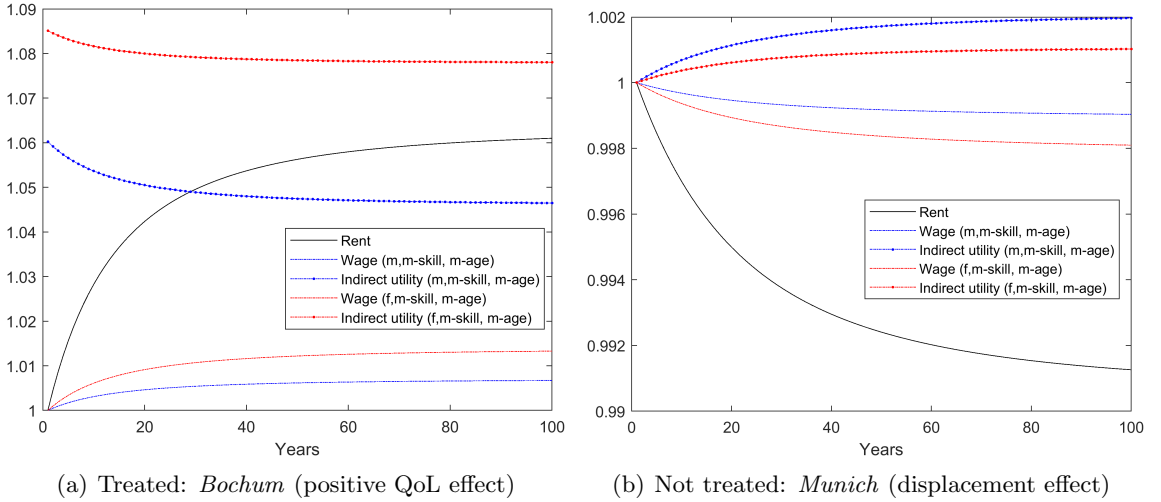 1.09
1.08
1.07
1.06
1.05
1.04
1.03
1.02
1.01
1
0
20
40
60
80
100
Years
Rent
Wage (m,m-skill, m-age)
Indirect utility (m,m-skill, m-age)
Wage (f,m-skill, m-age)
Indirect utility (f,m-skill, m-age)
(a) Treated: Bochum (positive QoL effect)
1.002
1
0.998
0.996
0.994
0.992
0.99
0
20
40
60
80
100
Years
Rent
Wage (m,m-skill, m-age)
Indirect utility (m,m-skill, m-age)
Wage (f,m-skill, m-age)
Indirect utility (f,m-skill, m-age)
(b) Not treated: Munich (displacement effect)